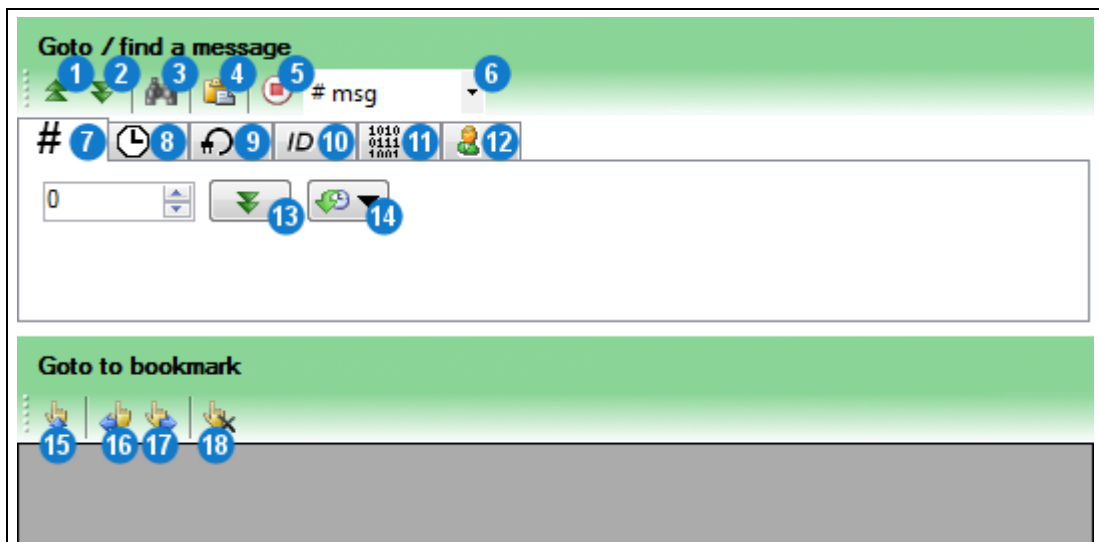 Goto / find a message
1 2 3 4 5 # msg 6
# 7 8 9 ID 10 1010 0111 1001 11 12
0 13 14
Goto to bookmark
15 16 17 18